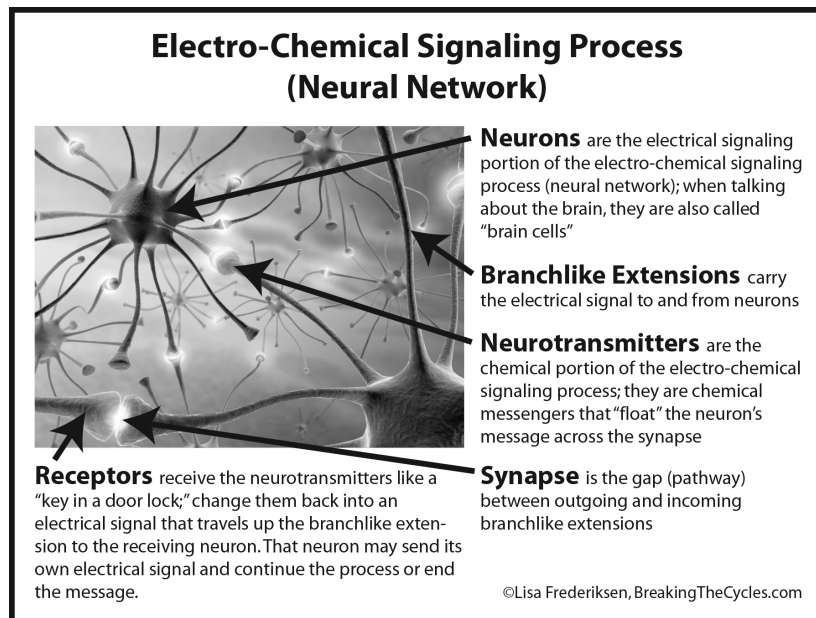 Electro-Chemical Signaling Process
(Neural Network)
Neurons are the electrical signaling
portion of the electro-chemical signaling
process (neural network); when talking
about the brain, they are also called
“brain cells”
Branchlike Extensions carry
the electrical signal to and from neurons
Neurotransmitters are the
chemical portion of the electro-chemical
signaling process; they are chemical
messengers that “float” the neuron’s
message across the synapse
Synapse is the gap (pathway)
between outgoing and incoming
branchlike extensions
Receptors receive the neurotransmitters like a
“key in a door lock;” change them back into an
electrical signal that travels up the branchlike exten-
sion to the receiving neuron. That neuron may send its
own electrical signal and continue the process or end
the message.
©Lisa Frederiksen, BreakingTheCycles.com